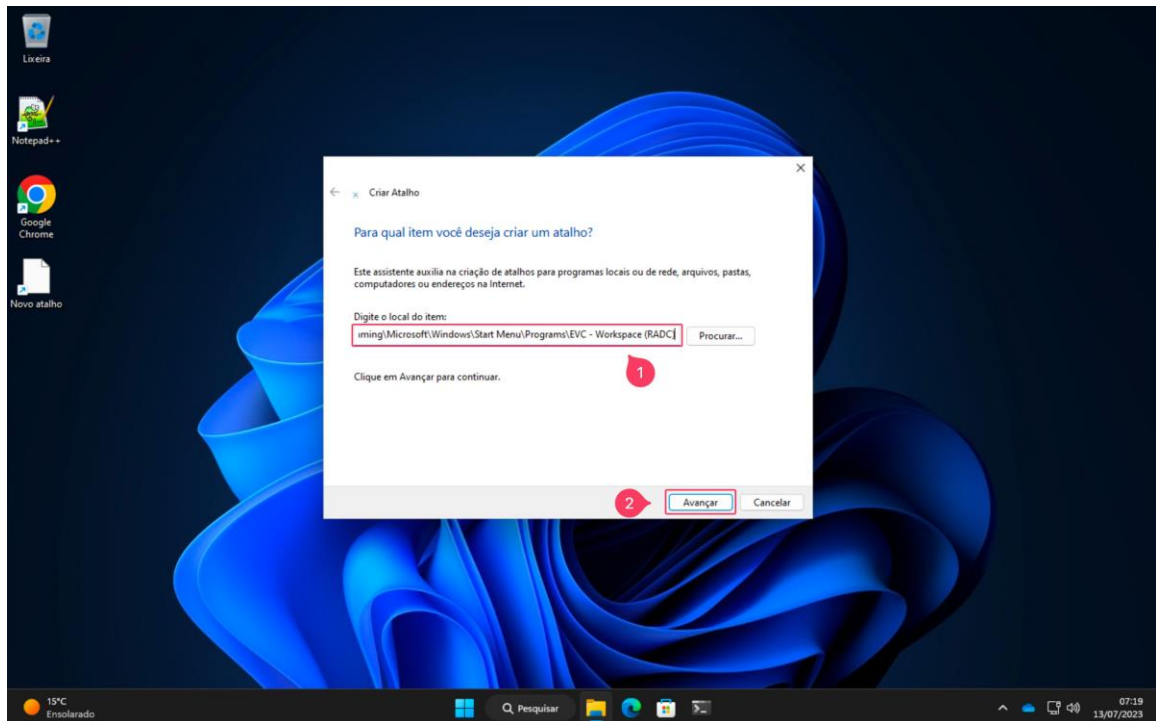 Lixeira
Notepad++
Google
Chrome
Novo atalho
Criar Atalho
Para qual item você deseja criar um atalho?
Este assistente auxilia na criação de atalhos para programas locais ou de rede, arquivos, pastas,
computadores ou endereços na Internet.
Digite o local do item:
ming\Microsoft\Windows\Start Menu\Programs\EVC - Workspace (RADC) Procurar...
1
Clique em Avançar para continuar.
2 Avançar Cancelar
15°C
Ensolarado
Pesquisar
07:19
13/07/2023